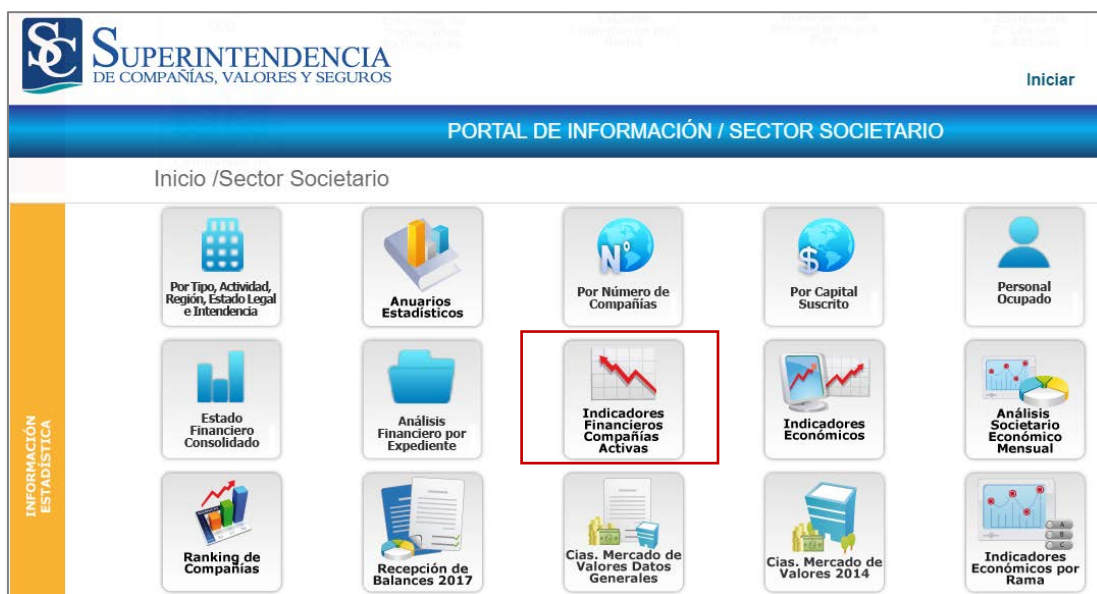 SC
SUPERINTENDENCIA
DE COMPAÑÍAS, VALORES Y SEGUROS
Iniciar
PORTAL DE INFORMACIÓN / SECTOR SOCIETARIO
Inicio /Sector Societario
INFORMACIÓN
ESTADÍSTICA
Por Tipo, Actividad,
Región, Estado Legal
e Intendencia
Anuarios
Estadísticos
N°
Por Número de
Compañías
$
Por Capital
Suscrito
Personal
Ocupado
Estado
Financiero
Consolidado
Análisis
Financiero por
Expediente
Indicadores
Financieros
Compañías
Activas
Indicadores
Económicos
Análisis
Societario
Económico
Mensual
Ranking de
Compañías
Recepción de
Balances 2017
Cias. Mercado de
Valores Datos
Generales
Cias. Mercado de
Valores 2014
A
B
C
Indicadores
Económicos por
Rama